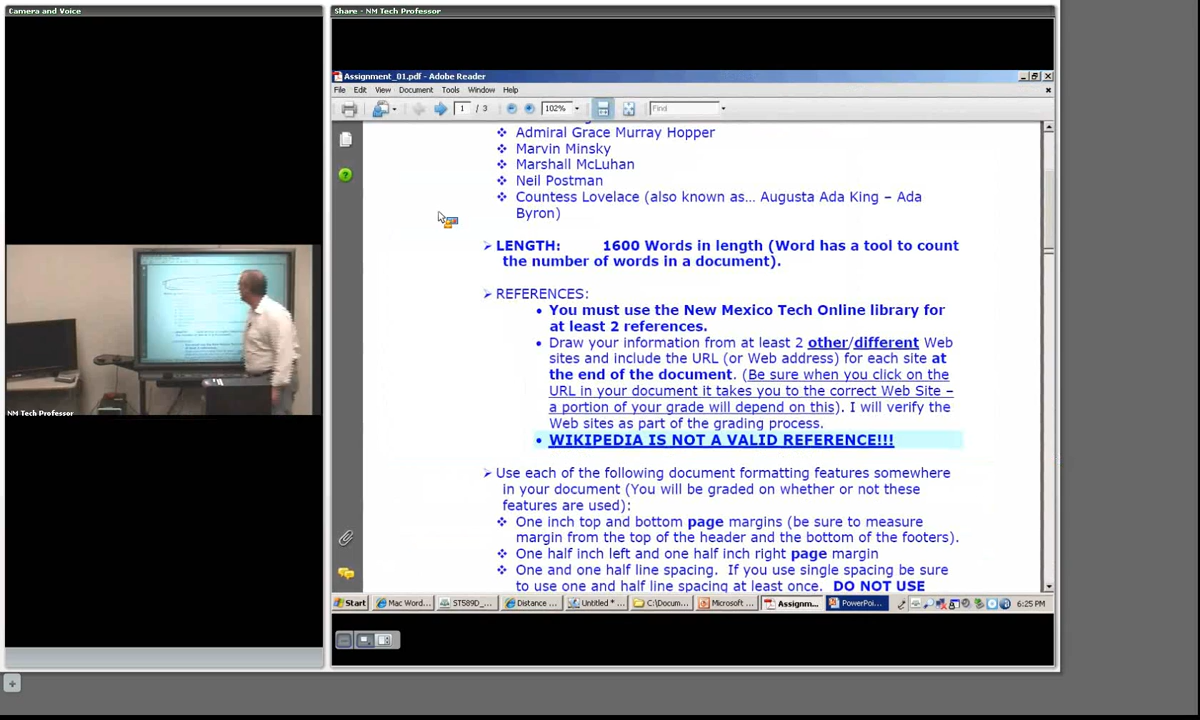 Camera and Voice
Share - NM Tech Professor
Assignment_01.pdf - Adobe Reader
File Edit View Document Tools Window Help
1 / 3 102% Find
❖ Admiral Grace Murray Hopper
❖ Marvin Minsky
❖ Marshall McLuhan
❖ Neil Postman
❖ Countess Lovelace (also known as… Augusta Ada King – Ada
Byron)
➢ LENGTH: 1600 Words in length (Word has a tool to count
the number of words in a document).
➢ REFERENCES:
• You must use the New Mexico Tech Online library for
at least 2 references.
• Draw your information from at least 2 other/different Web
sites and include the URL (or Web address) for each site at
the end of the document. (Be sure when you click on the
URL in your document it takes you to the correct Web Site –
a portion of your grade will depend on this). I will verify the
Web sites as part of the grading process.
• WIKIPEDIA IS NOT A VALID REFERENCE!!!
➢ Use each of the following document formatting features somewhere
in your document (You will be graded on whether or not these
features are used):
❖ One inch top and bottom page margins (be sure to measure
margin from the top of the header and the bottom of the footers).
❖ One half inch left and one half inch right page margin
❖ One and one half line spacing. If you use single spacing be sure
to use one and half line spacing at least once. DO NOT USE
NM Tech Professor
Start Mac Word... ST589D_... Distance ... Untitled * ... C:\Docum... Microsoft ... Assignm... PowerPoi... 6:25 PM